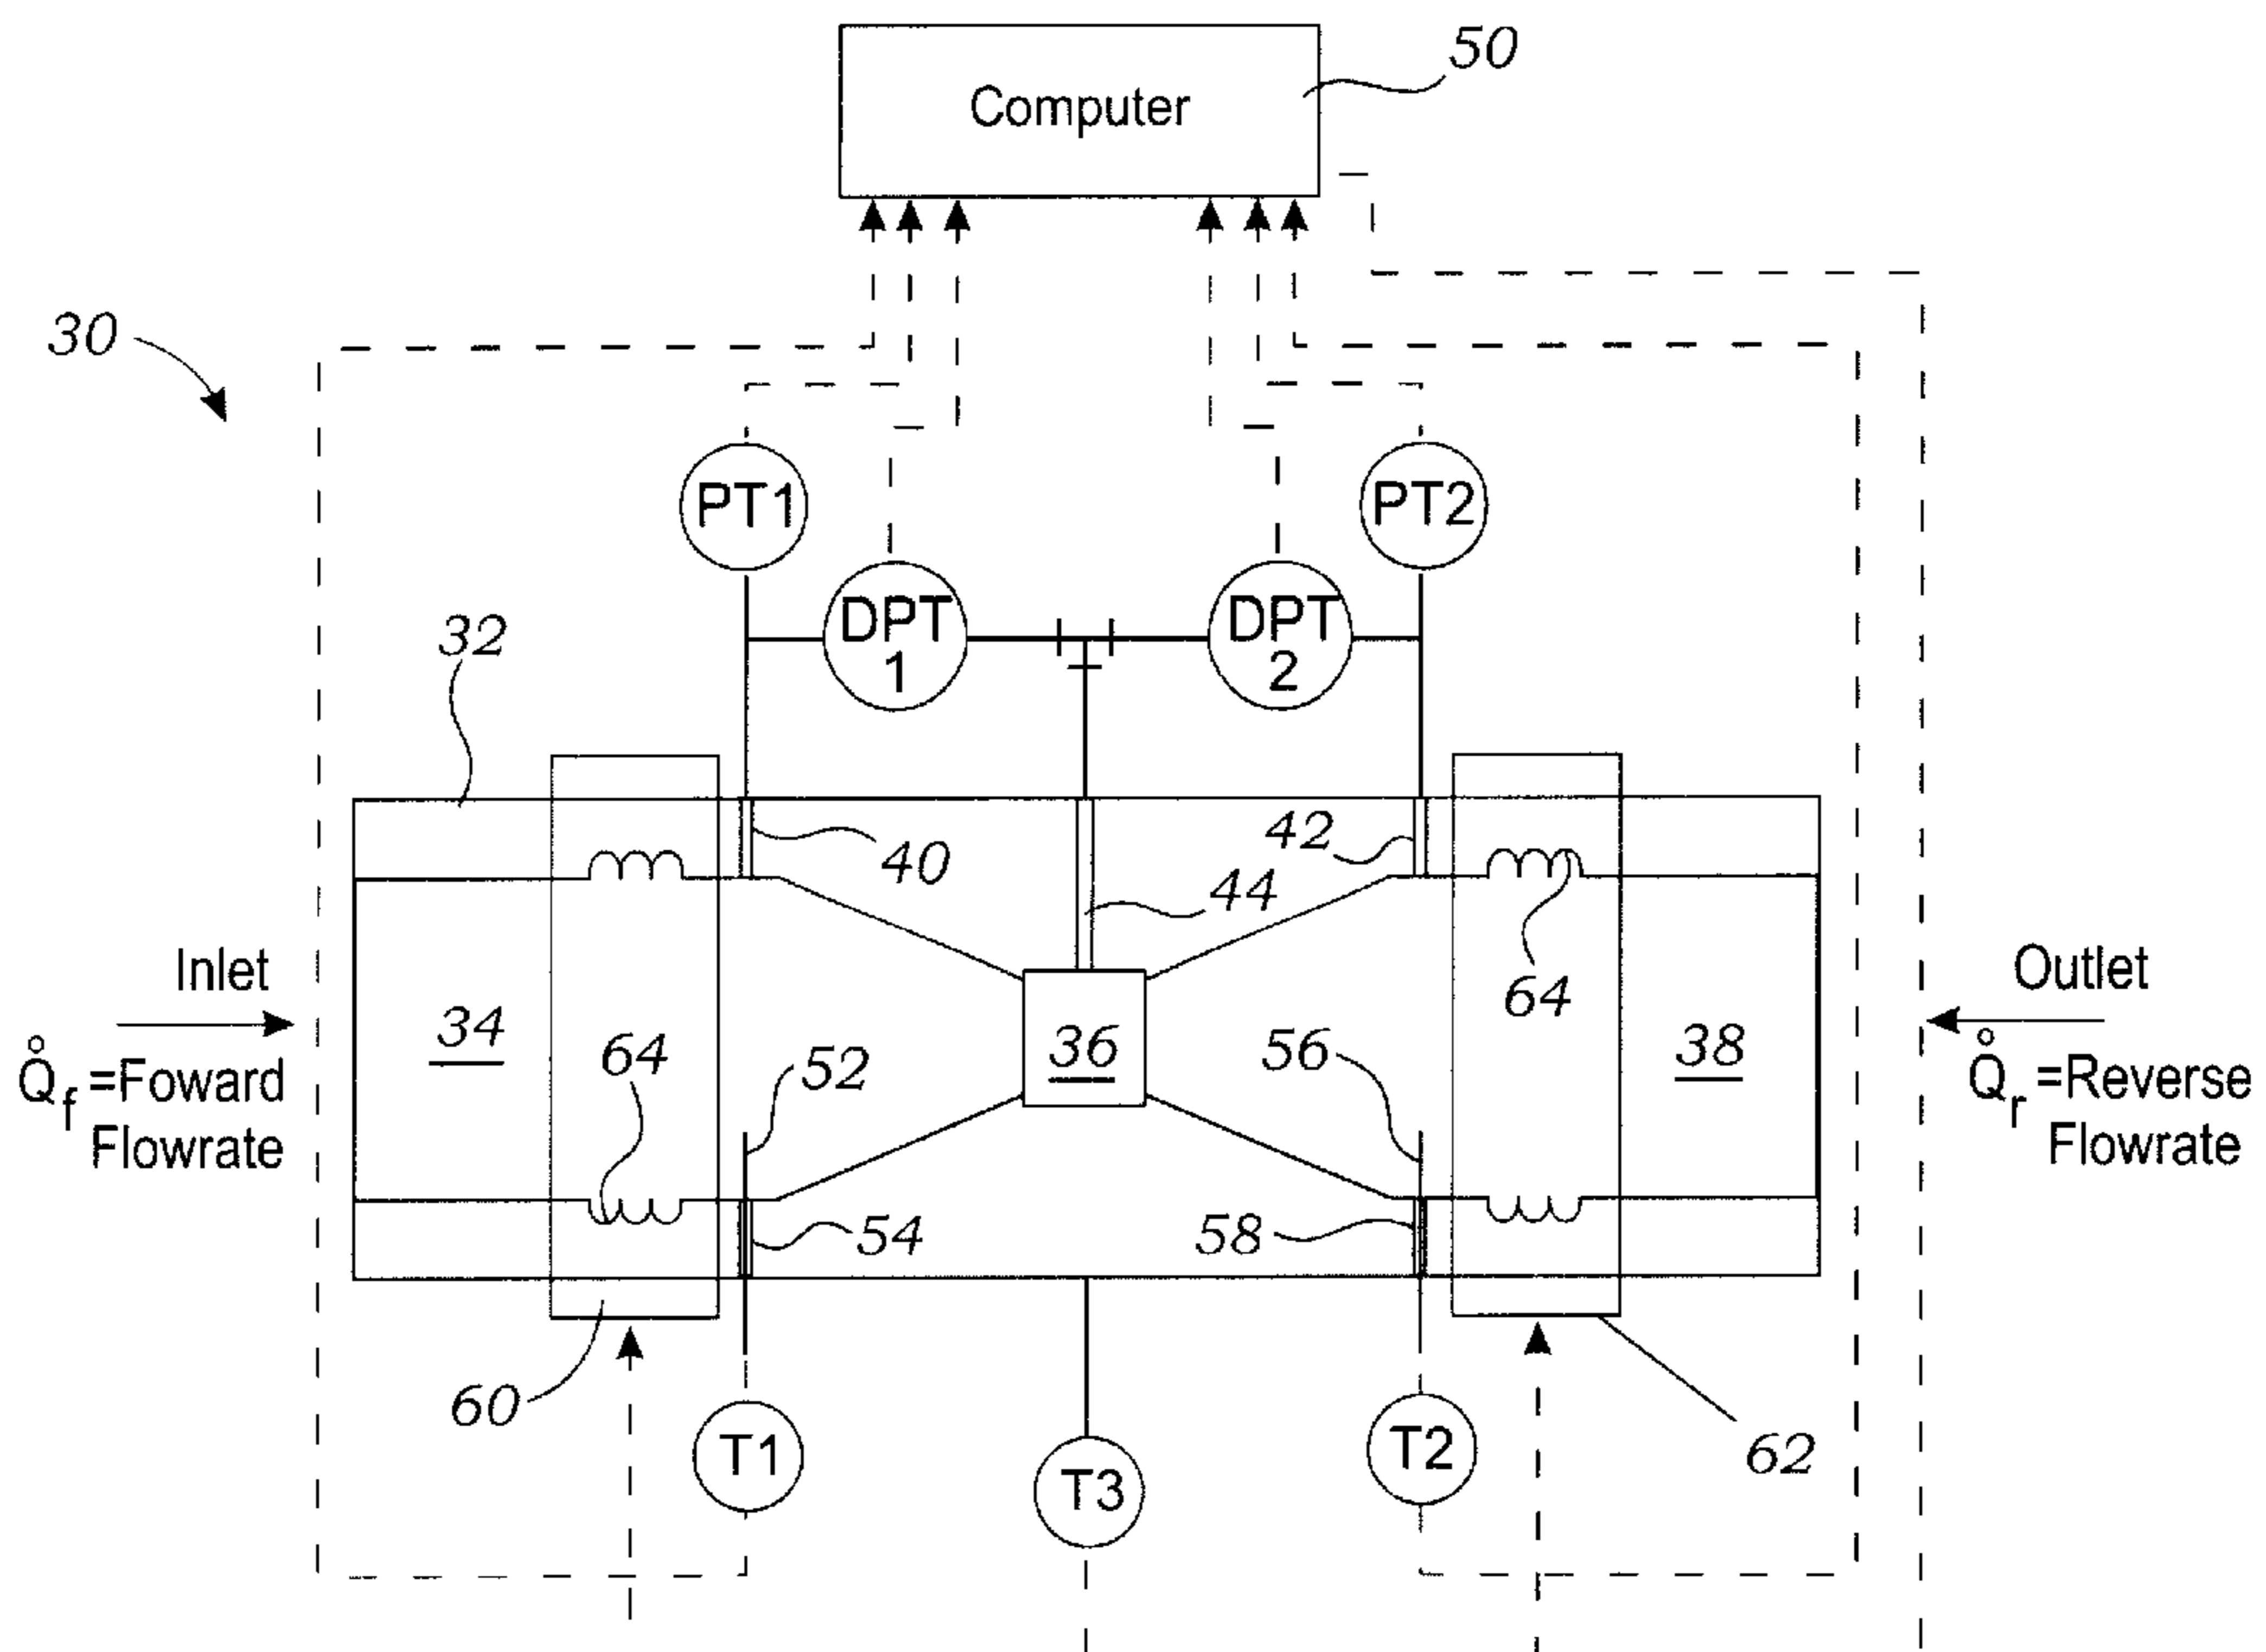 50
Computer
30
PT1
PT2
DPT
1
DPT
2
32
40
42
44
Inlet
Q̊f =Foward
Flowrate
34
64
52
36
56
64
38
Outlet
Q̊r =Reverse
Flowrate
64
54
58
60
T1
T3
T2
62